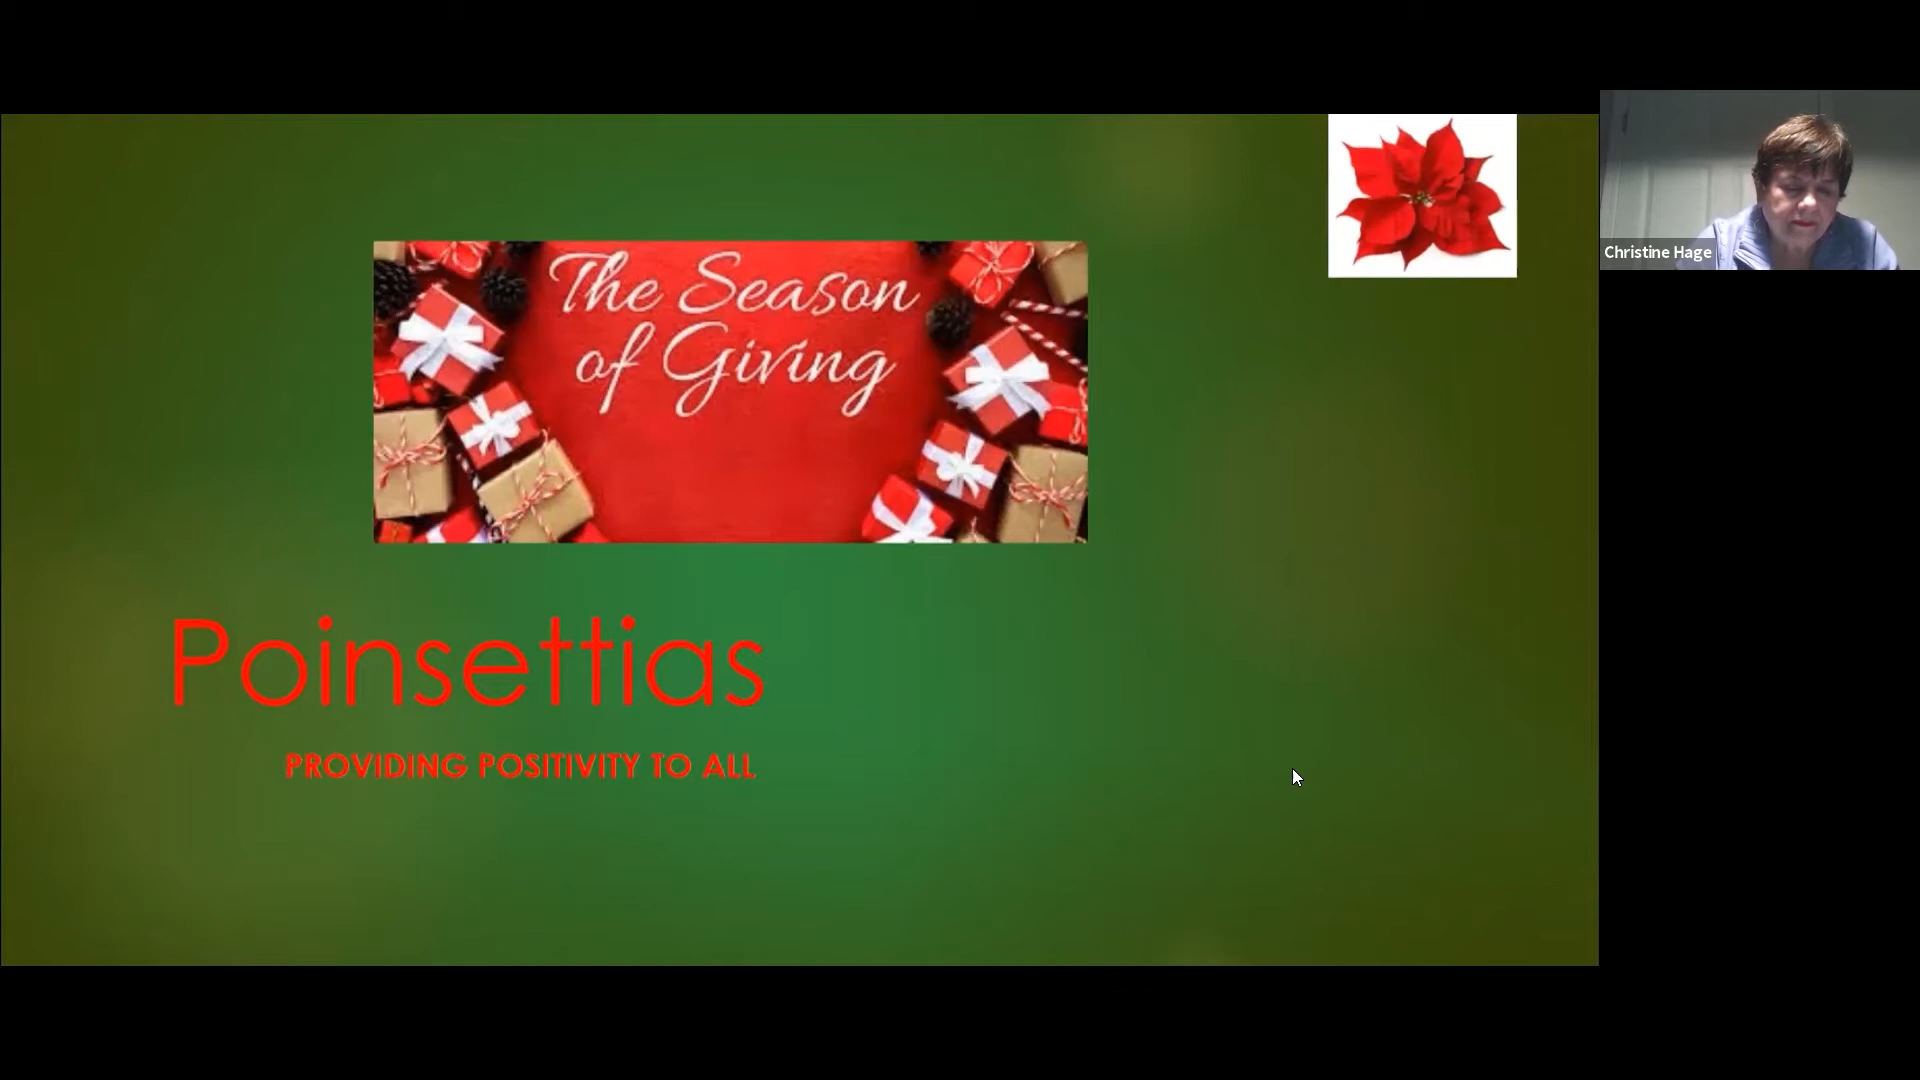 The Season
of Giving
Christine Hage
Poinsettias
PROVIDING POSITIVITY TO ALL